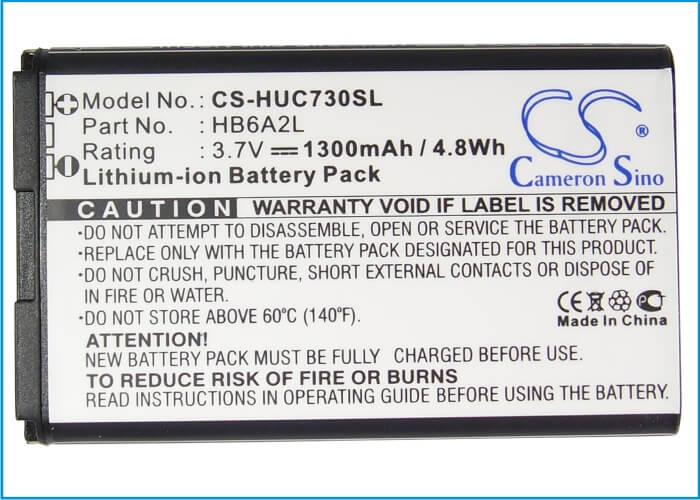 Model No.: CS-HUC730SL
Part No.: HB6A2L
Rating : 3.7V 1300mAh / 4.8Wh
Lithium-ion Battery Pack
CS
Cameron Sino
CAUTION WARRANTY VOID IF LABEL IS REMOVED
-DO NOT ATTEMPT TO DISASSEMBLE, OPEN OR SERVICE THE BATTERY PACK.
-REPLACE ONLY WITH THE BATTERY PACK DESIGNATED FOR THIS PRODUCT.
-DO NOT CRUSH, PUNCTURE, SHORT EXTERNAL CONTACTS OR DISPOSE OF IN
FIRE OR WATER.
-DO NOT STORE ABOVE 60°C (140°F).
CE
Made In China
ATTENTION:
NEW BATTERY PACK MUST BE FULLY CHARGED BEFORE USE
TO REDUCE RISK OF FIRE OR BURNS
READ INSTRUCTIONS IN OPERATING GUIDE BEFORE USING THE BATTERY.